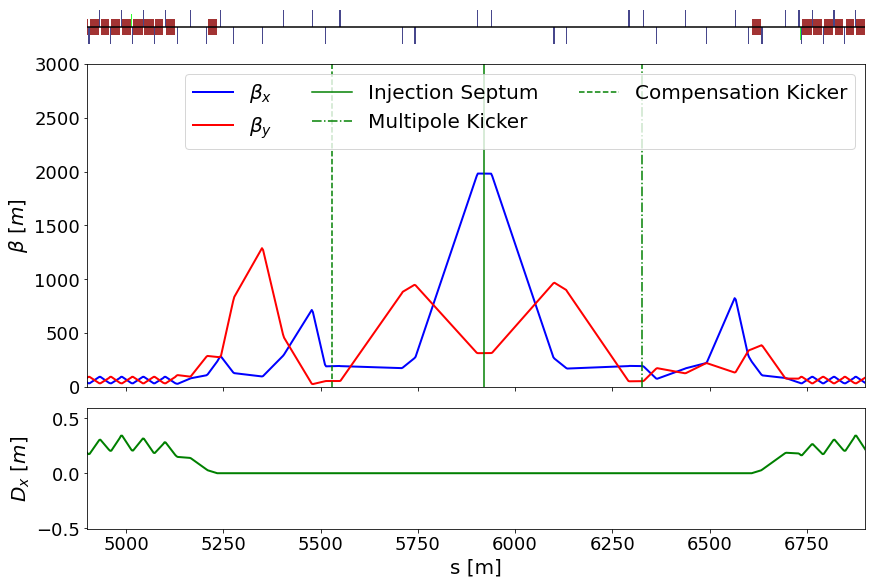 3000
2500
2000
1500
1000
500
0
β [m]
βx
βy
Injection Septum
Multipole Kicker
Compensation Kicker
0.5
0.0
−0.5
Dx [m]
5000 5250 5500 5750 6000 6250 6500 6750
s [m]